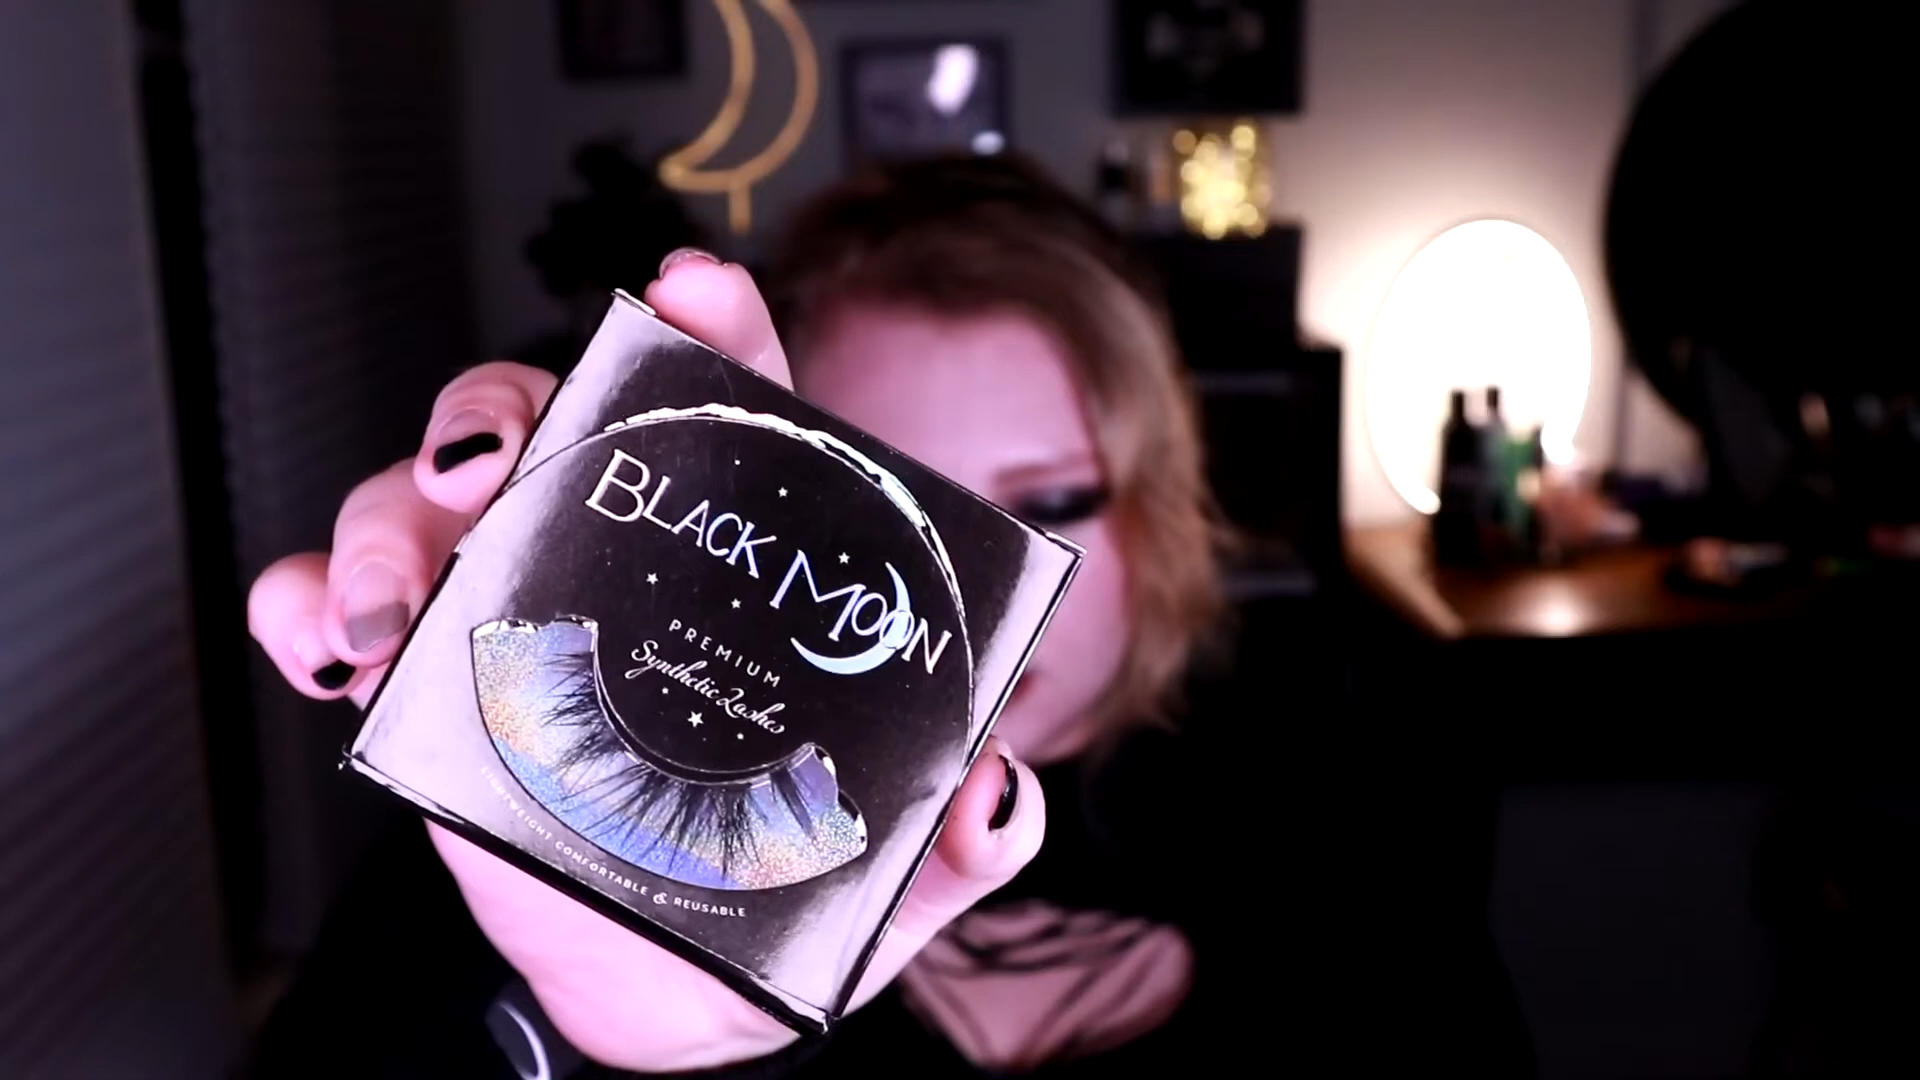 BLACK MOON
PREMIUM
Synthetic Lashes
LIGHTWEIGHT COMFORTABLE & REUSABLE